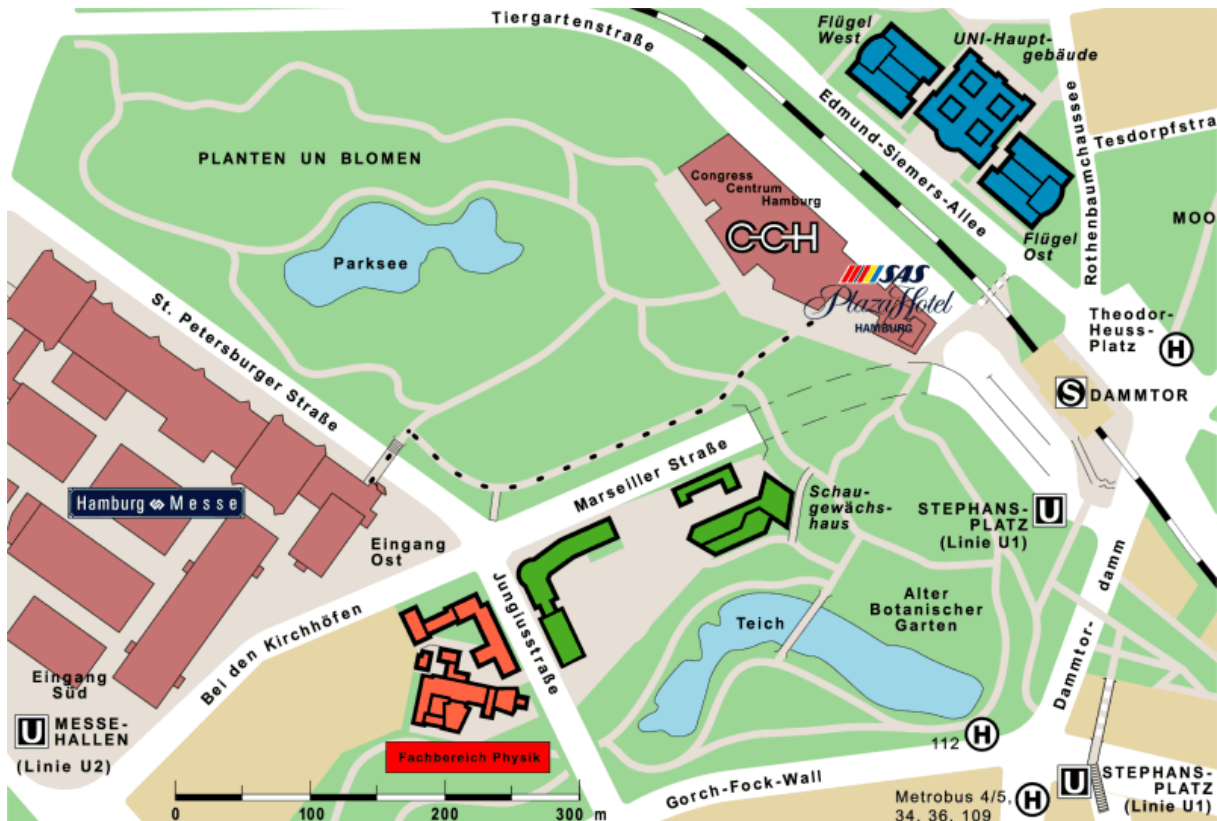 Tiergartenstraße
Flügel
West
UNI-Haupt-
gebäude
Edmund-Siemers-Allee
Rothenbaumchaussee
Tesdorpfstra
PLANTEN UN BLOMEN
Congress
Centrum
Hamburg
CCH
MOO
Flügel
Ost
Parksee
SAS
Plaza Hotel
HAMBURG
St. Petersburger Straße
Theodor-
Heuss-
Platz
H
S
DAMMTOR
Marseiller Straße
Hamburg Messe
Schau-
gewächs-
haus
STEPHANS-
PLATZ
(Linie U1)
U
Eingang
Ost
Jungiusstraße
Dammtor-
damm
Alter
Botanischer
Garten
Teich
Bei den Kirchhöfen
Eingang
Süd
U
MESSE-
HALLEN
(Linie U2)
Fachbereich Physik
112
H
Gorch-Fock-Wall
Metrobus 4/5,
34, 36, 109
H
U
STEPHANS-
PLATZ
(Linie U1)
0 100 200 300 m